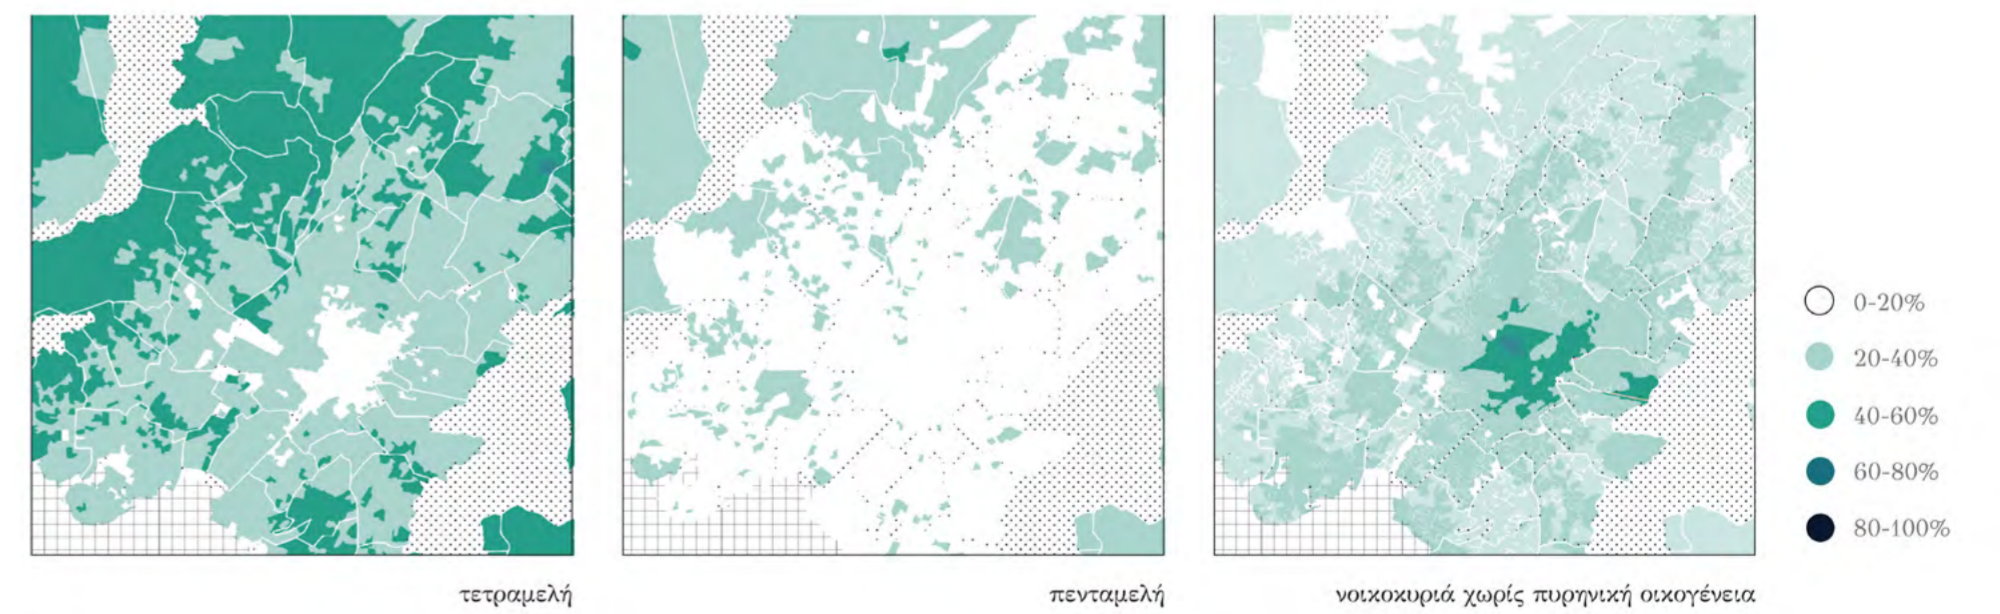 0-20%
20-40%
40-60%
60-80%
80-100%
τετραμελή
πενταμελή
νοικοκυριά χωρίς πυρηνική οικογένεια